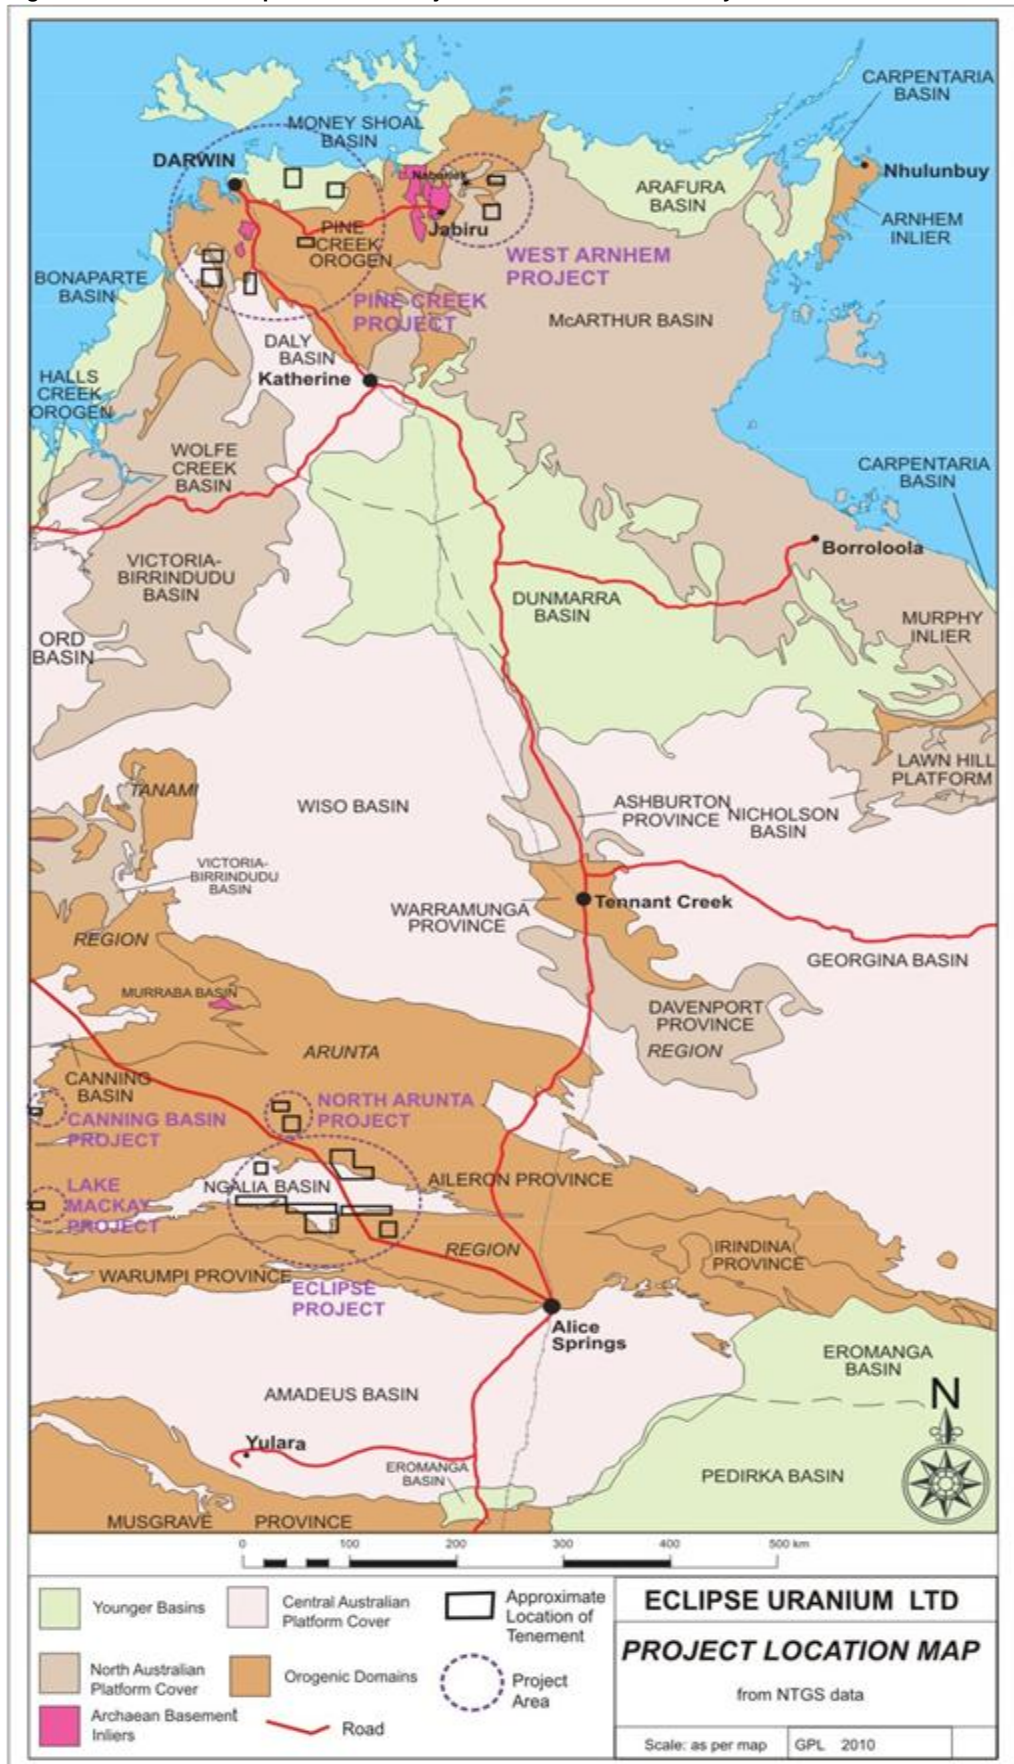 CARPENTARIA
BASIN
MONEY SHOAL
BASIN
DARWIN
Nabarlek
Nhulunbuy
ARAFURA
BASIN
ARNHEM
INLIER
Jabiru
PINE
CREEK
OROGEN
WEST ARNHEM
PROJECT
BONAPARTE
BASIN
PINE CREEK
PROJECT
McARTHUR BASIN
DALY
BASIN
Katherine
HALLS
CREEK
OROGEN
WOLFE
CREEK
BASIN
CARPENTARIA
BASIN
Borroloola
VICTORIA-
BIRRINDUDU
BASIN
DUNMARRA
BASIN
MURPHY
INLIER
ORD
BASIN
LAWN HILL
PLATFORM
TANAMI
WISO BASIN
ASHBURTON
PROVINCE
NICHOLSON
BASIN
VICTORIA-
BIRRINDUDU
BASIN
WARRAMUNGA
PROVINCE
Tennant Creek
REGION
GEORGINA BASIN
MURRABA BASIN
DAVENPORT
PROVINCE
REGION
ARUNTA
CANNING
BASIN
NORTH ARUNTA
PROJECT
CANNING BASIN
PROJECT
AILERON PROVINCE
NGALIA BASIN
LAKE
MACKAY
PROJECT
REGION
IRINDINA
PROVINCE
WARUMPI PROVINCE
ECLIPSE
PROJECT
Alice
Springs
EROMANGA
BASIN
AMADEUS BASIN
N
Yulara
EROMANGA
BASIN
PEDIRKA BASIN
MUSGRAVE PROVINCE
0 100 200 300 400 500 km
Younger Basins
Central Australian
Platform Cover
Approximate
Location of
Tenement
North Australian
Platform Cover
Orogenic Domains
Project
Area
Archaean Basement
Inliers
Road
ECLIPSE URANIUM LTD
PROJECT LOCATION MAP
from NTGS data
Scale: as per map
GPL 2010